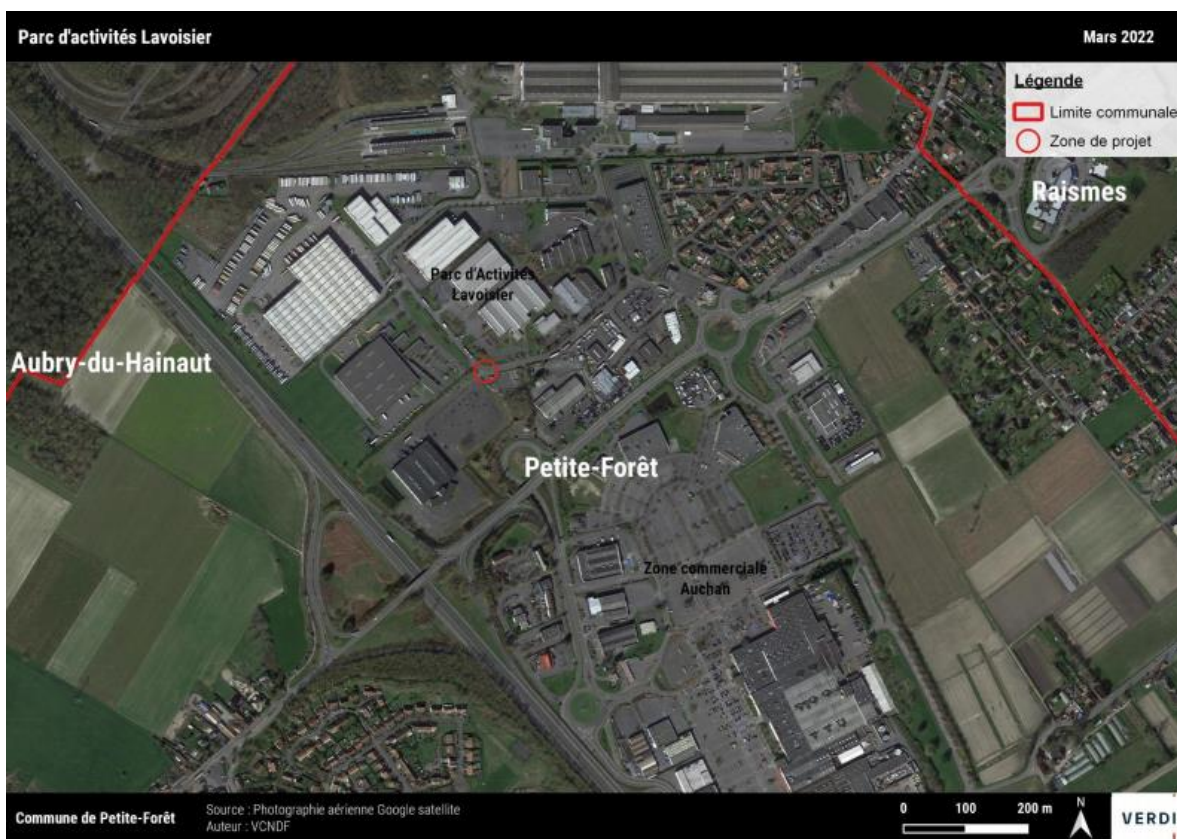 Parc d'activités Lavoisier
Mars 2022
Légende
Limite communale
Zone de projet
Raismes
Parc d'Activités
Lavoisier
Aubry-du-Hainaut
Petite-Forêt
Zone commerciale
Auchan
Commune de Petite-Forêt
Source : Photographie aérienne Google satellite
Auteur : VCNDF
0 100 200 m
N
VERDI